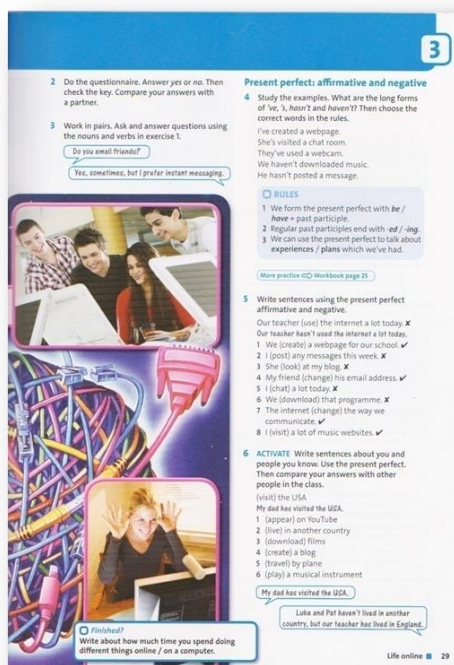 3
2 Do the questionnaire. Answer yes or no. Then
check the key. Compare your answers with
a partner.
3 Work in pairs. Ask and answer questions using
the nouns and verbs in exercise 1.
Do you email friends?
Yes, sometimes, but I prefer instant messaging.
Finished?
Write about how much time you spend doing
different things online / on a computer.
Present perfect: affirmative and negative
4 Study the examples. What are the long forms
of 've, 's, hasn't and haven't? Then choose the
correct words in the rules.
I've created a webpage.
She's visited a chat room.
They've used a webcam.
We haven't downloaded music.
He hasn't posted a message.
RULES
1 We form the present perfect with be /
have + past participle.
2 Regular past participles end with -ed / -ing.
3 We can use the present perfect to talk about
experiences / plans which we've had.
More practice ⇨ Workbook page 25
5 Write sentences using the present perfect
affirmative and negative.
Our teacher (use) the internet a lot today. ✘
Our teacher hasn't used the internet a lot today.
1 We (create) a webpage for our school. ✔
2 I (post) any messages this week. ✘
3 She (look) at my blog. ✘
4 My friend (change) his email address. ✔
5 I (chat) a lot today. ✘
6 We (download) that programme. ✘
7 The internet (change) the way we
communicate. ✔
8 I (visit) a lot of music websites. ✔
6 ACTIVATE Write sentences about you and
people you know. Use the present perfect.
Then compare your answers with other
people in the class.
(visit) the USA
My dad has visited the USA.
1 (appear) on YouTube
2 (live) in another country
3 (download) films
4 (create) a blog
5 (travel) by plane
6 (play) a musical instrument
My dad has visited the USA.
Luke and Pat haven't lived in another
country, but our teacher has lived in England.
Life online 29